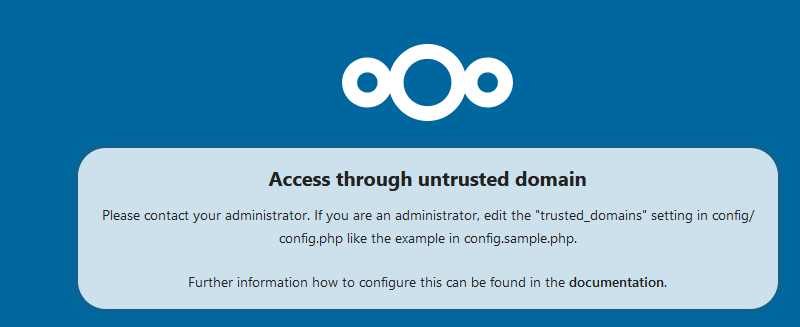 Access through untrusted domain
Please contact your administrator. If you are an administrator, edit the "trusted_domains" setting in config/
config.php like the example in config.sample.php.
Further information how to configure this can be found in the documentation.